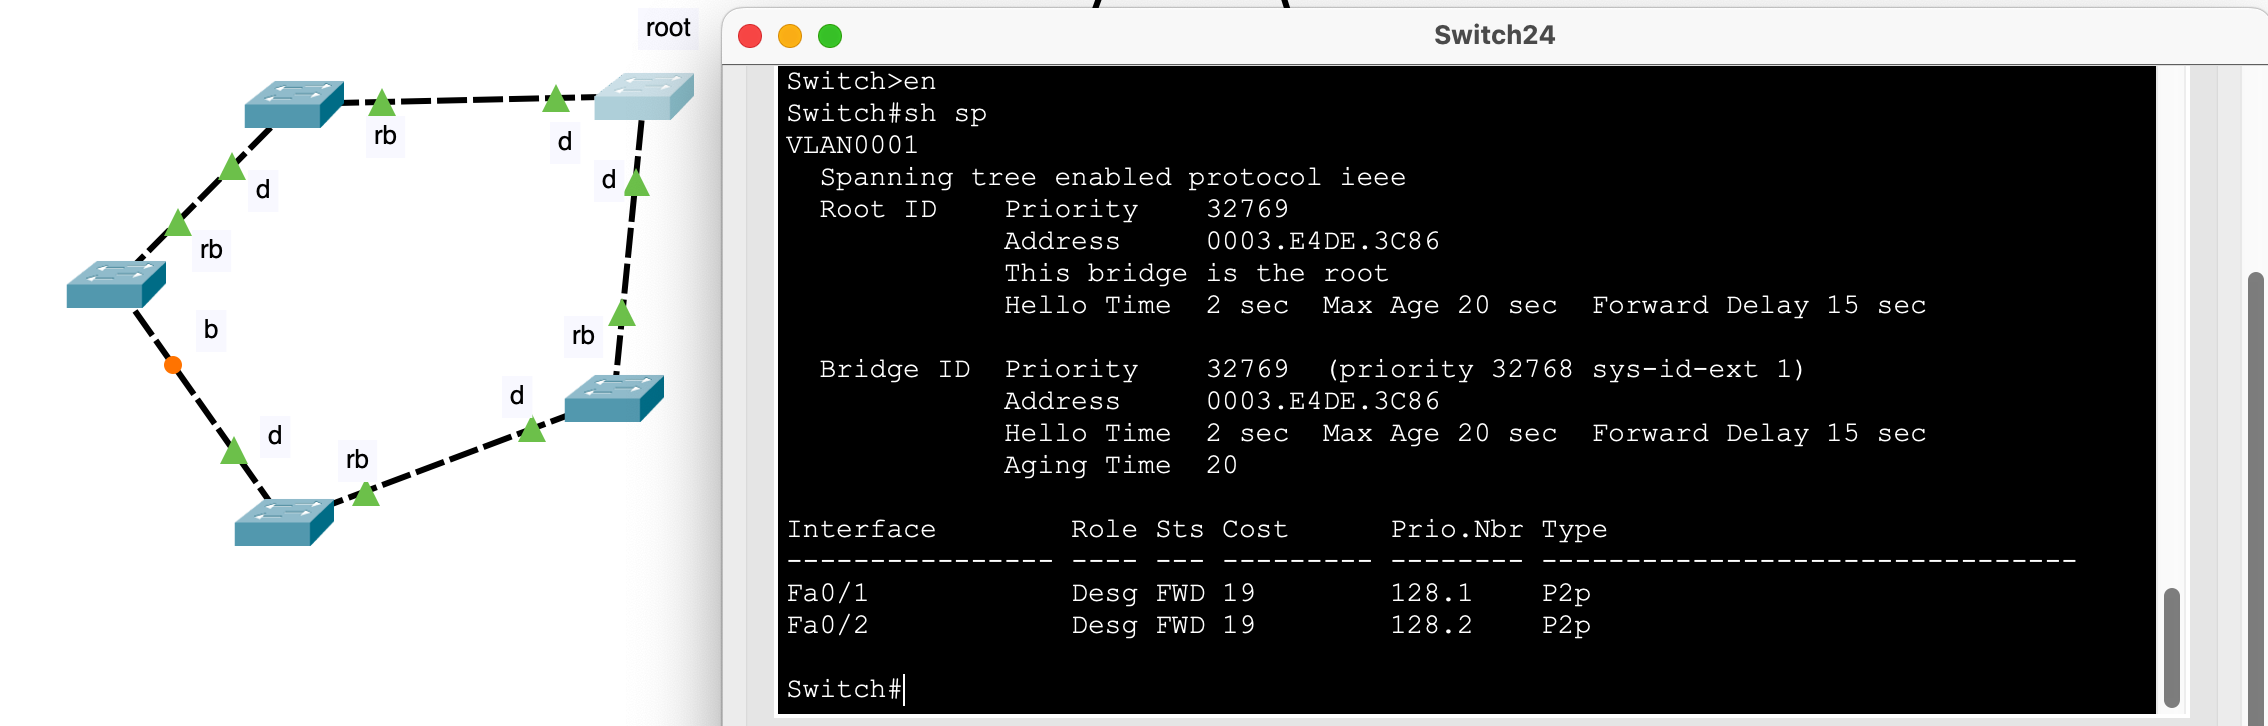 root
rb
d
d
d
rb
b
rb
d
d
rb
Switch24
Switch>en
Switch#sh sp
VLAN0001
  Spanning tree enabled protocol ieee
  Root ID    Priority    32769
             Address     0003.E4DE.3C86
             This bridge is the root
             Hello Time  2 sec  Max Age 20 sec  Forward Delay 15 sec

  Bridge ID  Priority    32769  (priority 32768 sys-id-ext 1)
             Address     0003.E4DE.3C86
             Hello Time  2 sec  Max Age 20 sec  Forward Delay 15 sec
             Aging Time  20

Interface        Role Sts Cost      Prio.Nbr Type
---------------- ---- --- --------- -------- --------------------------------
Fa0/1            Desg FWD 19        128.1    P2p
Fa0/2            Desg FWD 19        128.2    P2p

Switch#